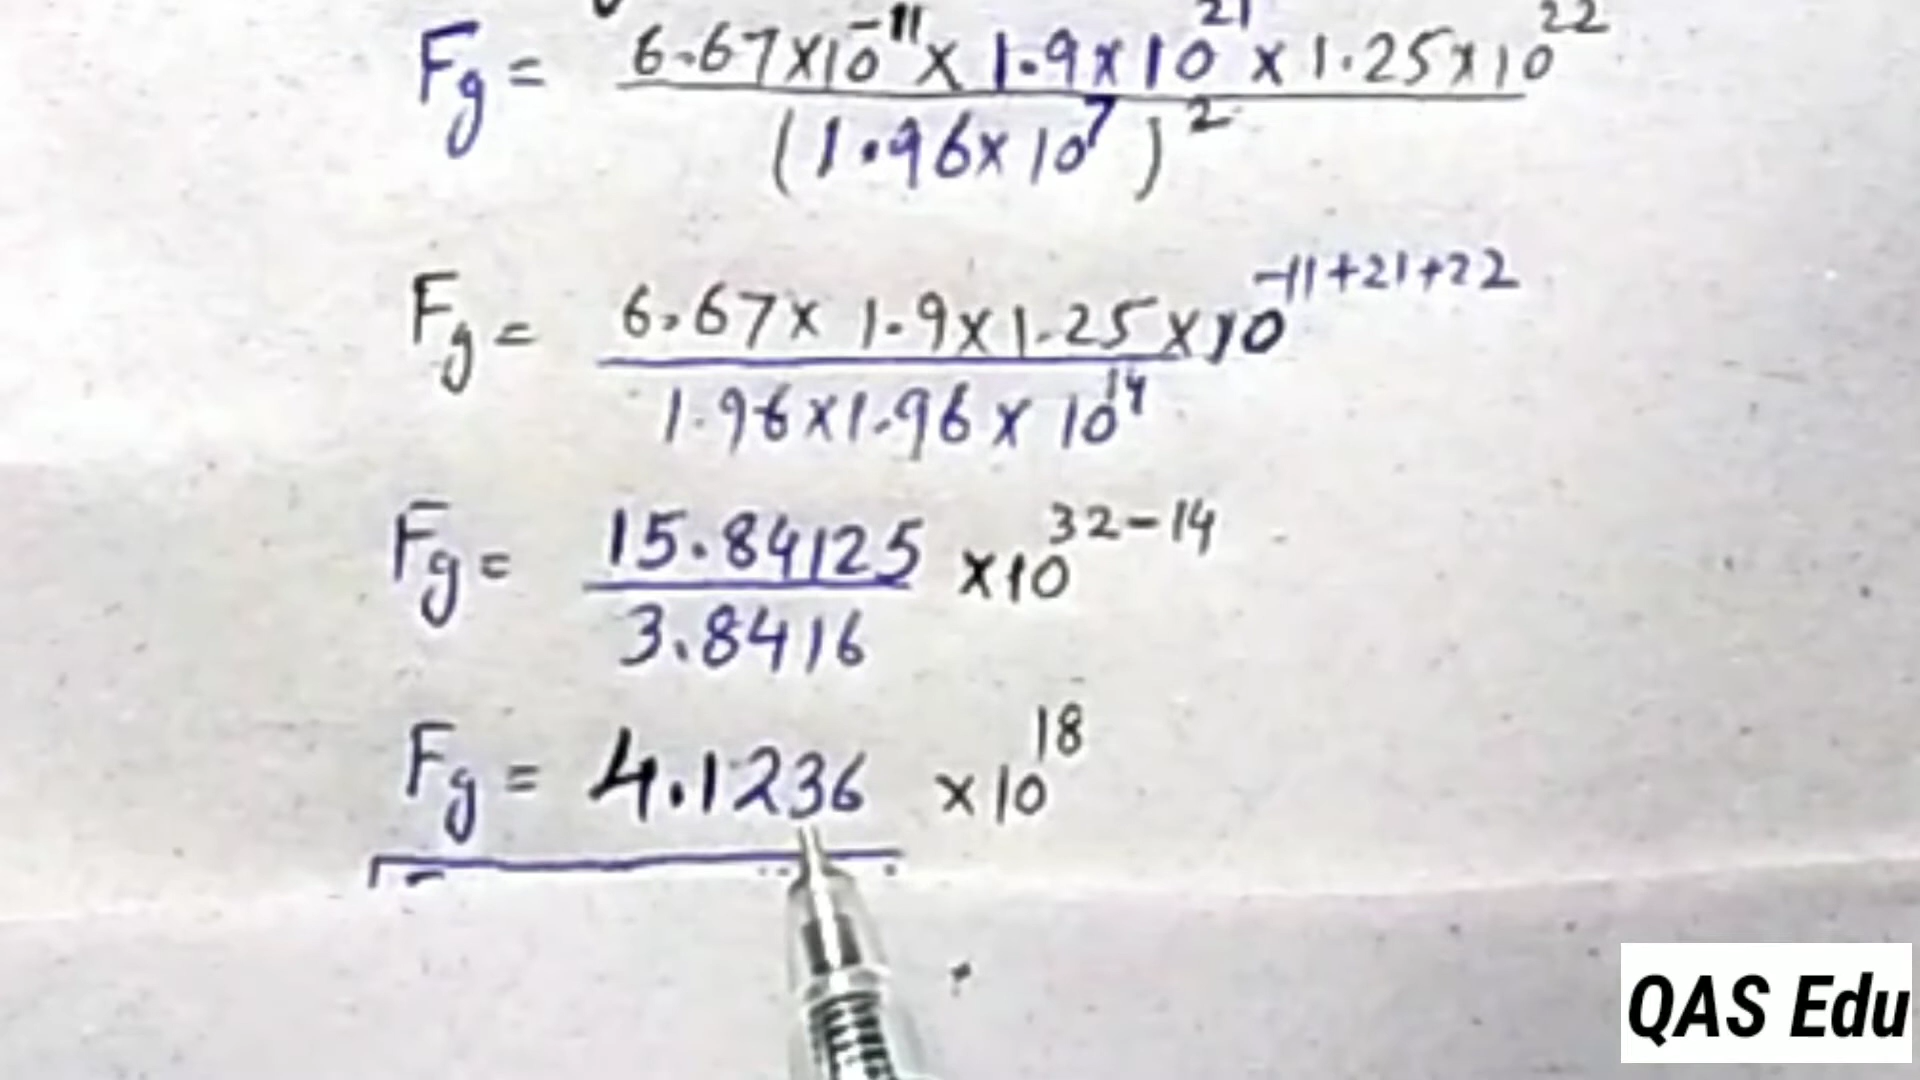 Fg = 6.67×10⁻¹¹ × 1.9×10²¹ × 1.25×10²²
(1.96×10⁷)²
Fg = 6.67× 1.9×1.25×10⁻¹¹⁺²¹⁺²²
1.96×1.96×10¹⁴
Fg = 15.84125 ×10³²⁻¹⁴
3.8416
Fg = 4.1236 ×10¹⁸
QAS Edu